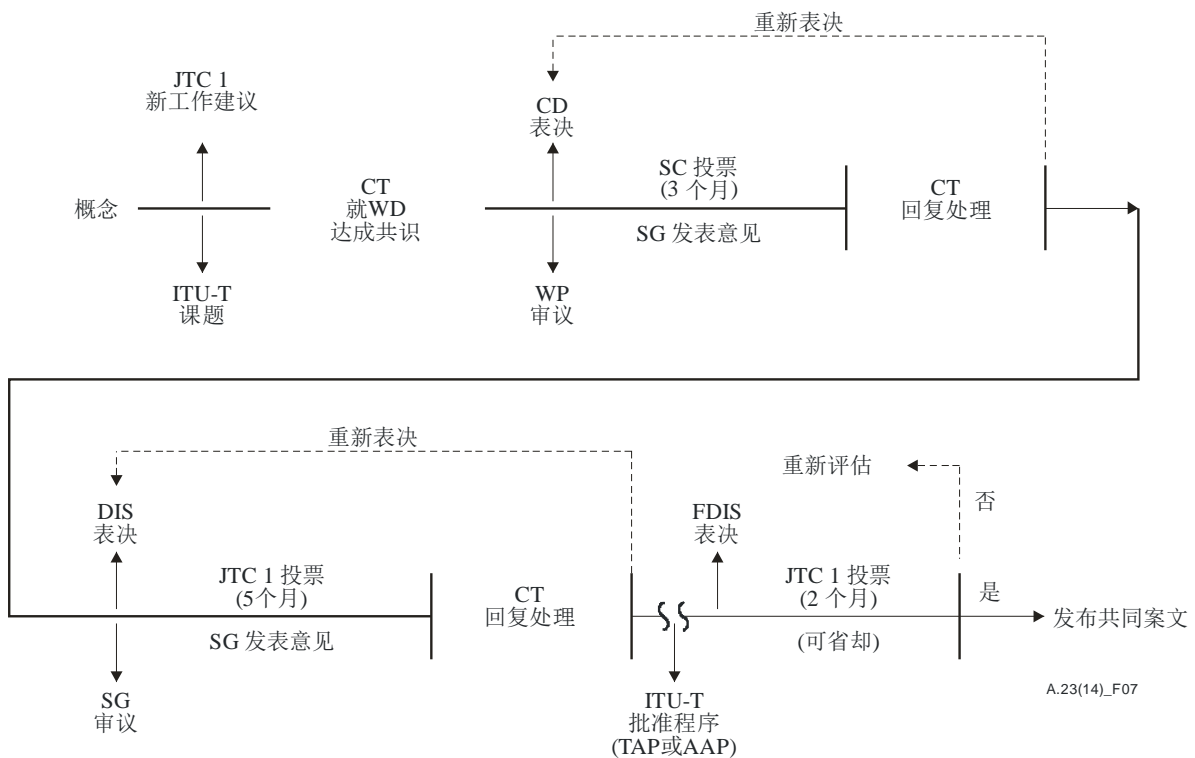 重新表决
JTC 1
新工作建议
CD
表决
SC 投票
(3 个月)
CT
就WD
达成共识
CT
回复处理
概念
SG 发表意见
ITU-T
课题
WP
审议
重新表决
重新评估
否
DIS
表决
FDIS
表决
JTC 1 投票
(5个月)
CT
回复处理
JTC 1 投票
(2 个月)
是
发布共同案文
SG 发表意见
(可省却)
SG
审议
ITU-T
批准程序
(TAP或AAP)
A.23(14)_F07